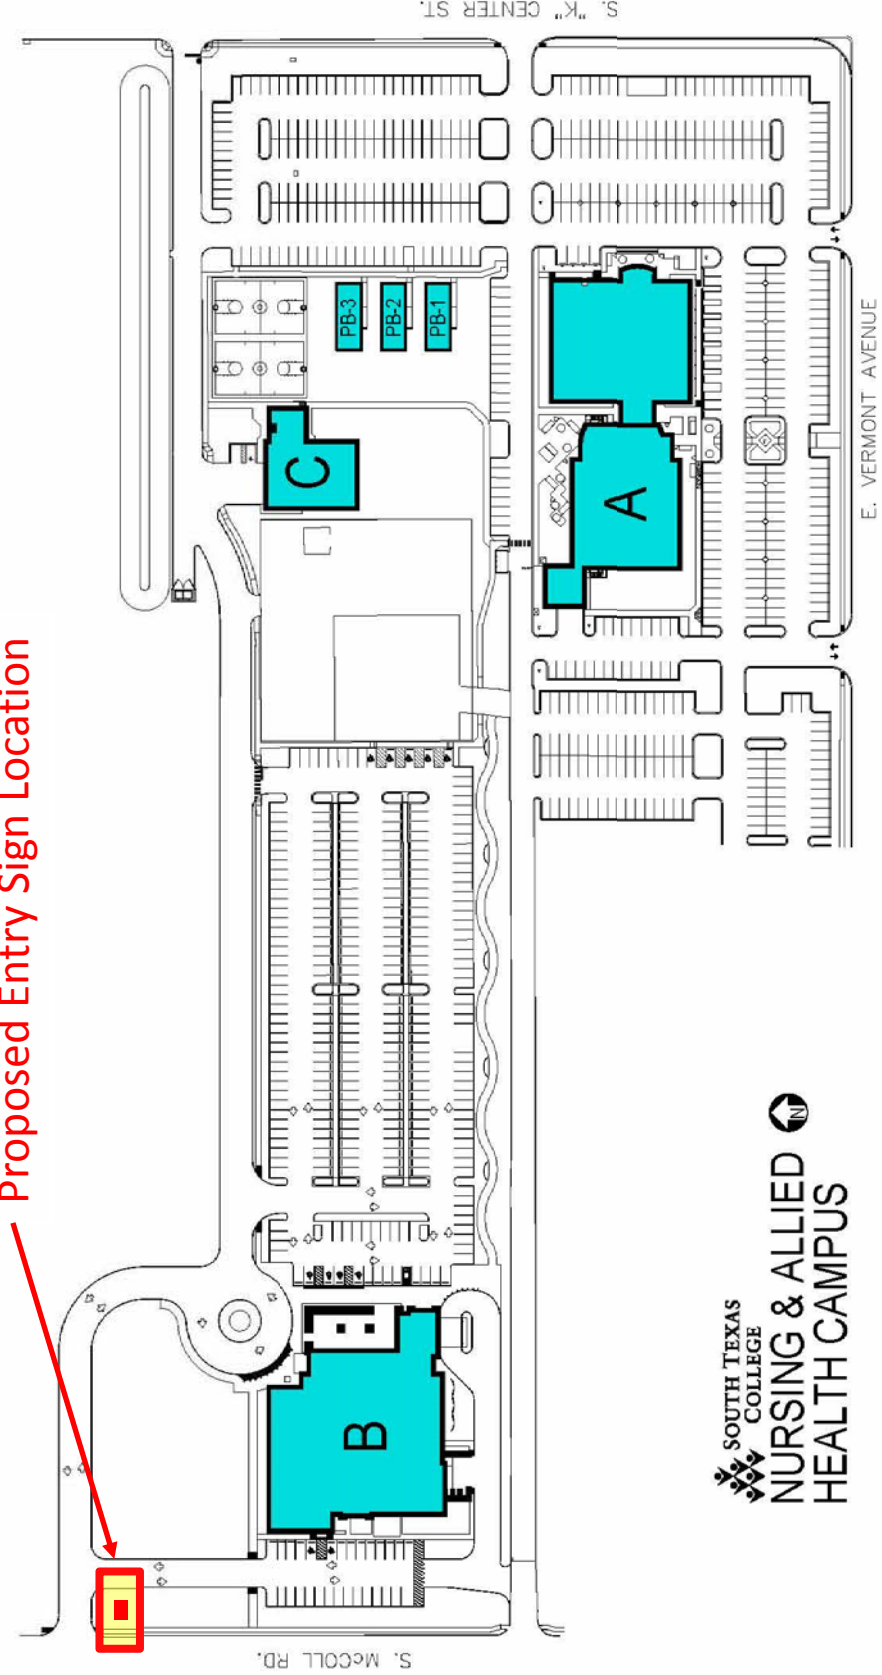 Proposed Entry Sign Location
S. "K" CENTER ST.
PB-3
PB-2
PB-1
C
A
E. VERMONT AVENUE
B
S. McCOLL RD.
SOUTH TEXAS
COLLEGE
NURSING & ALLIED
HEALTH CAMPUS
N